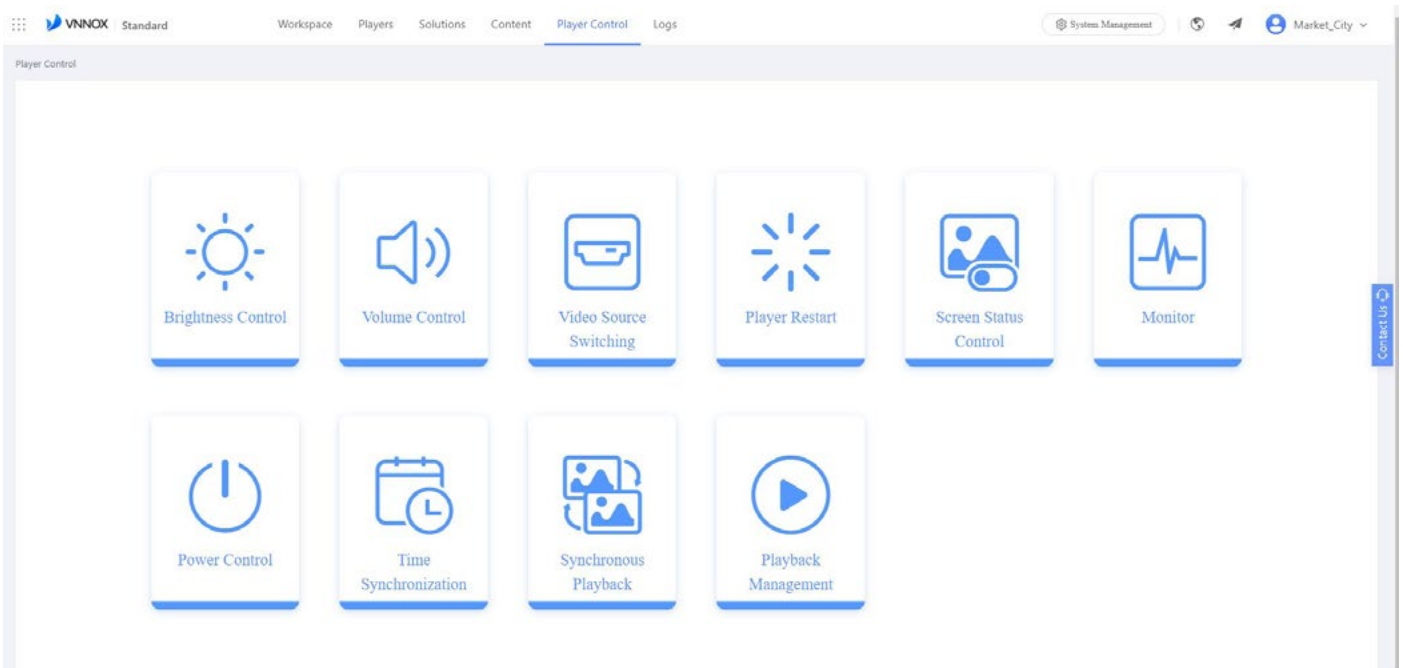 VNNOX Standard Workspace Players Solutions Content Player Control Logs System Management Market_City
Player Control
Brightness Control
Volume Control
Video Source
Switching
Player Restart
Screen Status
Control
Monitor
Contact Us
Power Control
Time
Synchronization
Synchronous
Playback
Playback
Management